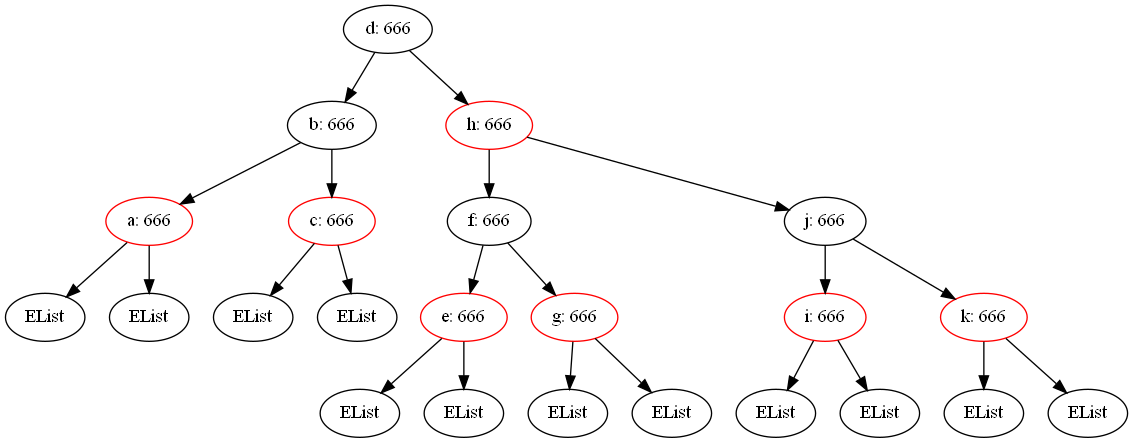 d: 666
b: 666
h: 666
a: 666
c: 666
f: 666
j: 666
EList
EList
EList
EList
e: 666
g: 666
i: 666
k: 666
EList
EList
EList
EList
EList
EList
EList
EList